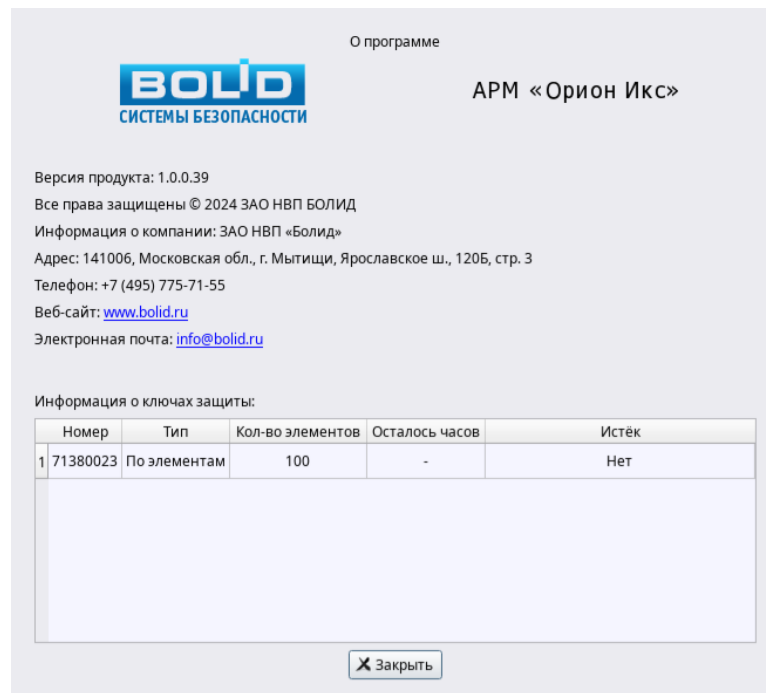 О программе
BOLID
СИСТЕМЫ БЕЗОПАСНОСТИ
АРМ «Орион Икс»
Версия продукта: 1.0.0.39
Все права защищены © 2024 ЗАО НВП БОЛИД
Информация о компании: ЗАО НВП «Болид»
Адрес: 141006, Московская обл., г. Мытищи, Ярославское ш., 120Б, стр. 3
Телефон: +7 (495) 775-71-55
Веб-сайт: www.bolid.ru
Электронная почта: info@bolid.ru
Информация о ключах защиты:
Номер Тип Кол-во элементов Осталось часов Истёк
1 71380023 По элементам 100 - Нет
Закрыть